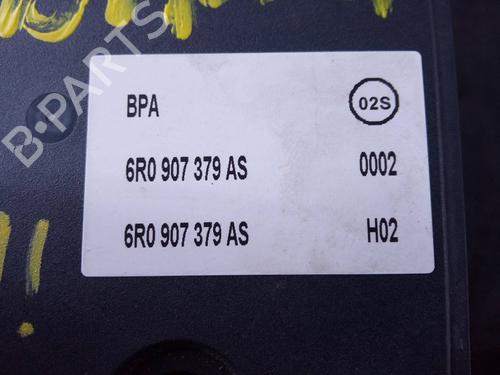 B-PARTS
BPA 02S
6R0 907 379 AS 0002
6R0 907 379 AS H02